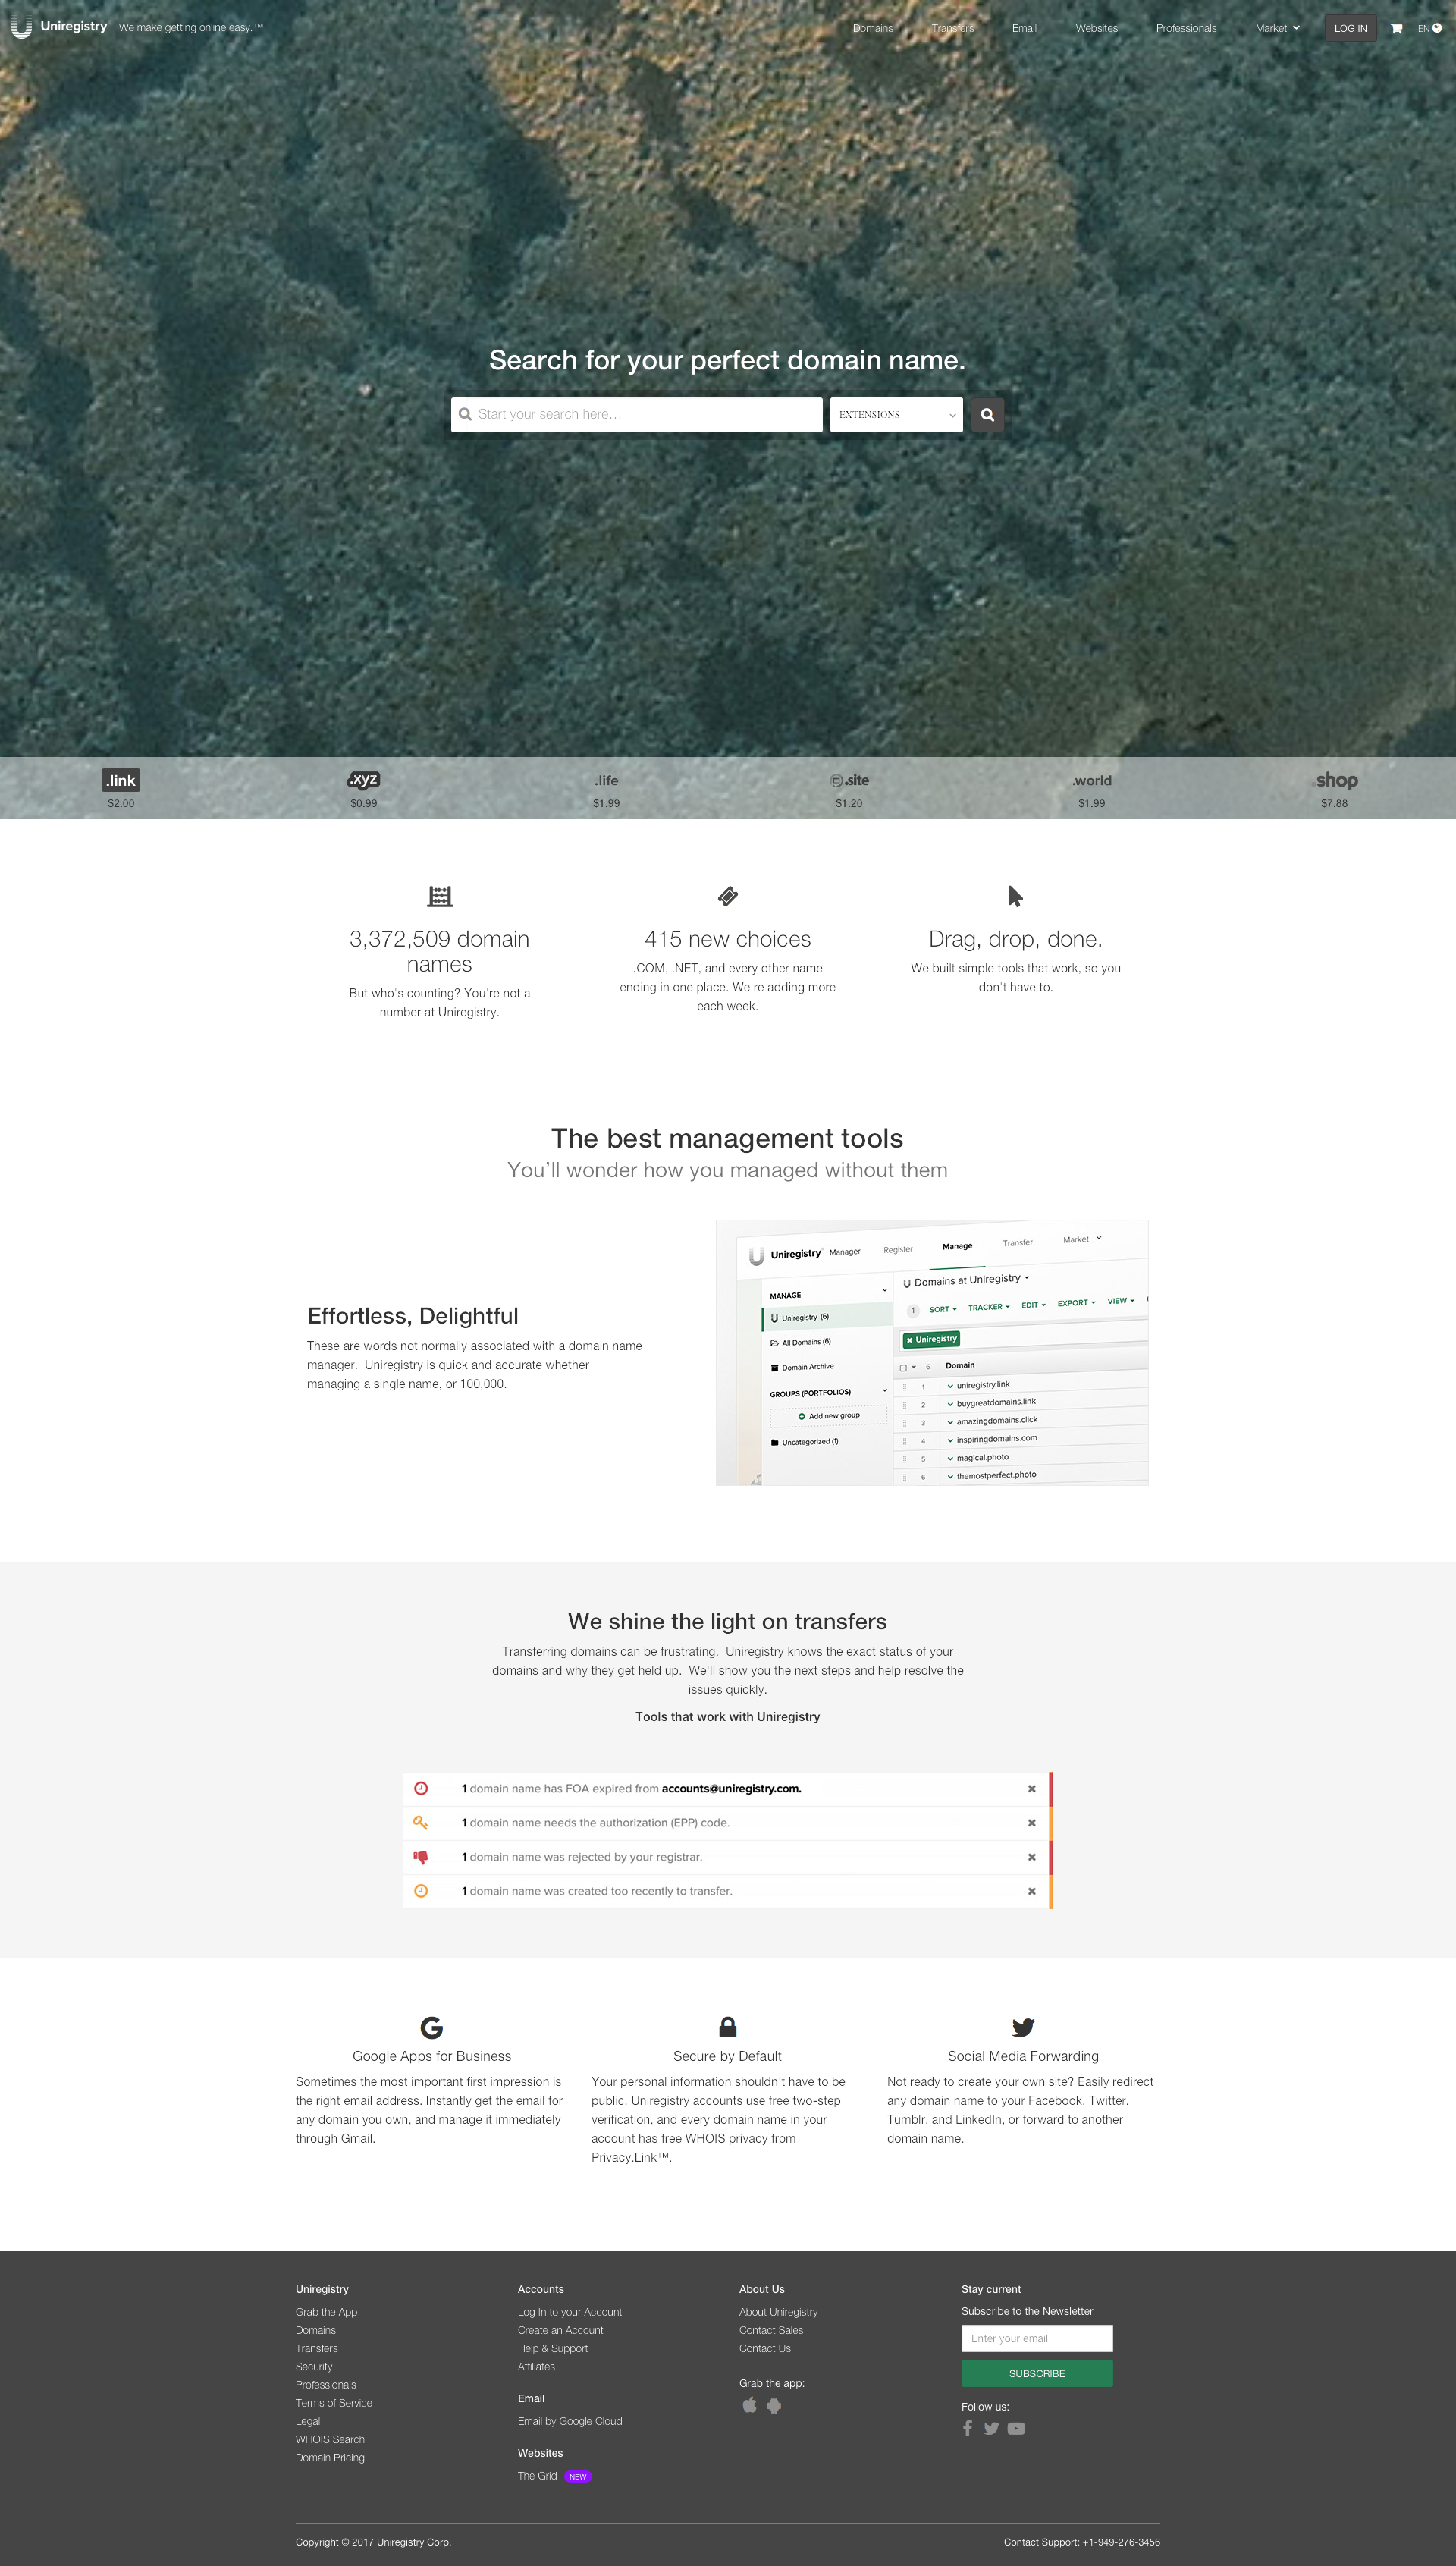 Uniregistry We make getting online easy.™ Domains Transfers Email Websites Professionals Market LOG IN EN
Search for your perfect domain name.
Start your search here... EXTENSIONS
.link .xyz .life .site .world .shop
$2.00 $0.99 $1.99 $1.20 $1.99 $7.88
3,372,509 domain
names
But who's counting? You're not a
number at Uniregistry.
415 new choices
.COM, .NET, and every other name
ending in one place. We're adding more
each week.
Drag, drop, done.
We built simple tools that work, so you
don't have to.
The best management tools
You'll wonder how you managed without them
Effortless, Delightful
These are words not normally associated with a domain name
manager. Uniregistry is quick and accurate whether
managing a single name, or 100,000.
Uniregistry Manager Register Manage Transfer Market
MANAGE
Uniregistry (6)
All Domains (6)
Domain Archive
GROUPS (PORTFOLIOS)
Add new group
Uncategorized (1)
Domains at Uniregistry
1 SORT TRACKER EDIT EXPORT VIEW
Uniregistry
6 Domain
1 uniregistry.link
2 buygreatdomains.link
3 amazingdomains.click
4 inspiringdomains.com
5 magical.photo
6 themostperfect.photo
We shine the light on transfers
Transferring domains can be frustrating. Uniregistry knows the exact status of your
domains and why they get held up. We'll show you the next steps and help resolve the
issues quickly.
Tools that work with Uniregistry
1 domain name has FOA expired from accounts@uniregistry.com.
1 domain name needs the authorization (EPP) code.
1 domain name was rejected by your registrar.
1 domain name was created too recently to transfer.
Google Apps for Business
Sometimes the most important first impression is
the right email address. Instantly get the email for
any domain you own, and manage it immediately
through Gmail.
Secure by Default
Your personal information shouldn't have to be
public. Uniregistry accounts use free two-step
verification, and every domain name in your
account has free WHOIS privacy from
Privacy.Link™.
Social Media Forwarding
Not ready to create your own site? Easily redirect
any domain name to your Facebook, Twitter,
Tumblr, and LinkedIn, or forward to another
domain name.
Uniregistry
Grab the App
Domains
Transfers
Security
Professionals
Terms of Service
Legal
WHOIS Search
Domain Pricing
Accounts
Log In to your Account
Create an Account
Help & Support
Affiliates
Email
Email by Google Cloud
Websites
The Grid NEW
About Us
About Uniregistry
Contact Sales
Contact Us
Grab the app:
Stay current
Subscribe to the Newsletter
Enter your email
SUBSCRIBE
Follow us:
Copyright © 2017 Uniregistry Corp. Contact Support: +1-949-276-3456